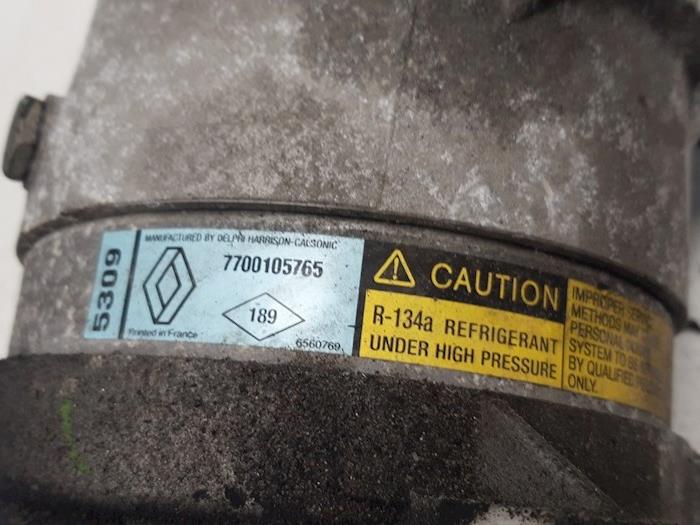 5309
MANUFACTURED BY DELPHI HARRISON-CALSONIC
7700105765
189
Printed in France
6560769
CAUTION
R-134a REFRIGERANT
UNDER HIGH PRESSURE
IMPROPER
METHODS
PERSONAL
SYSTEM TO BE
BY QUALIFIED
ONLY.